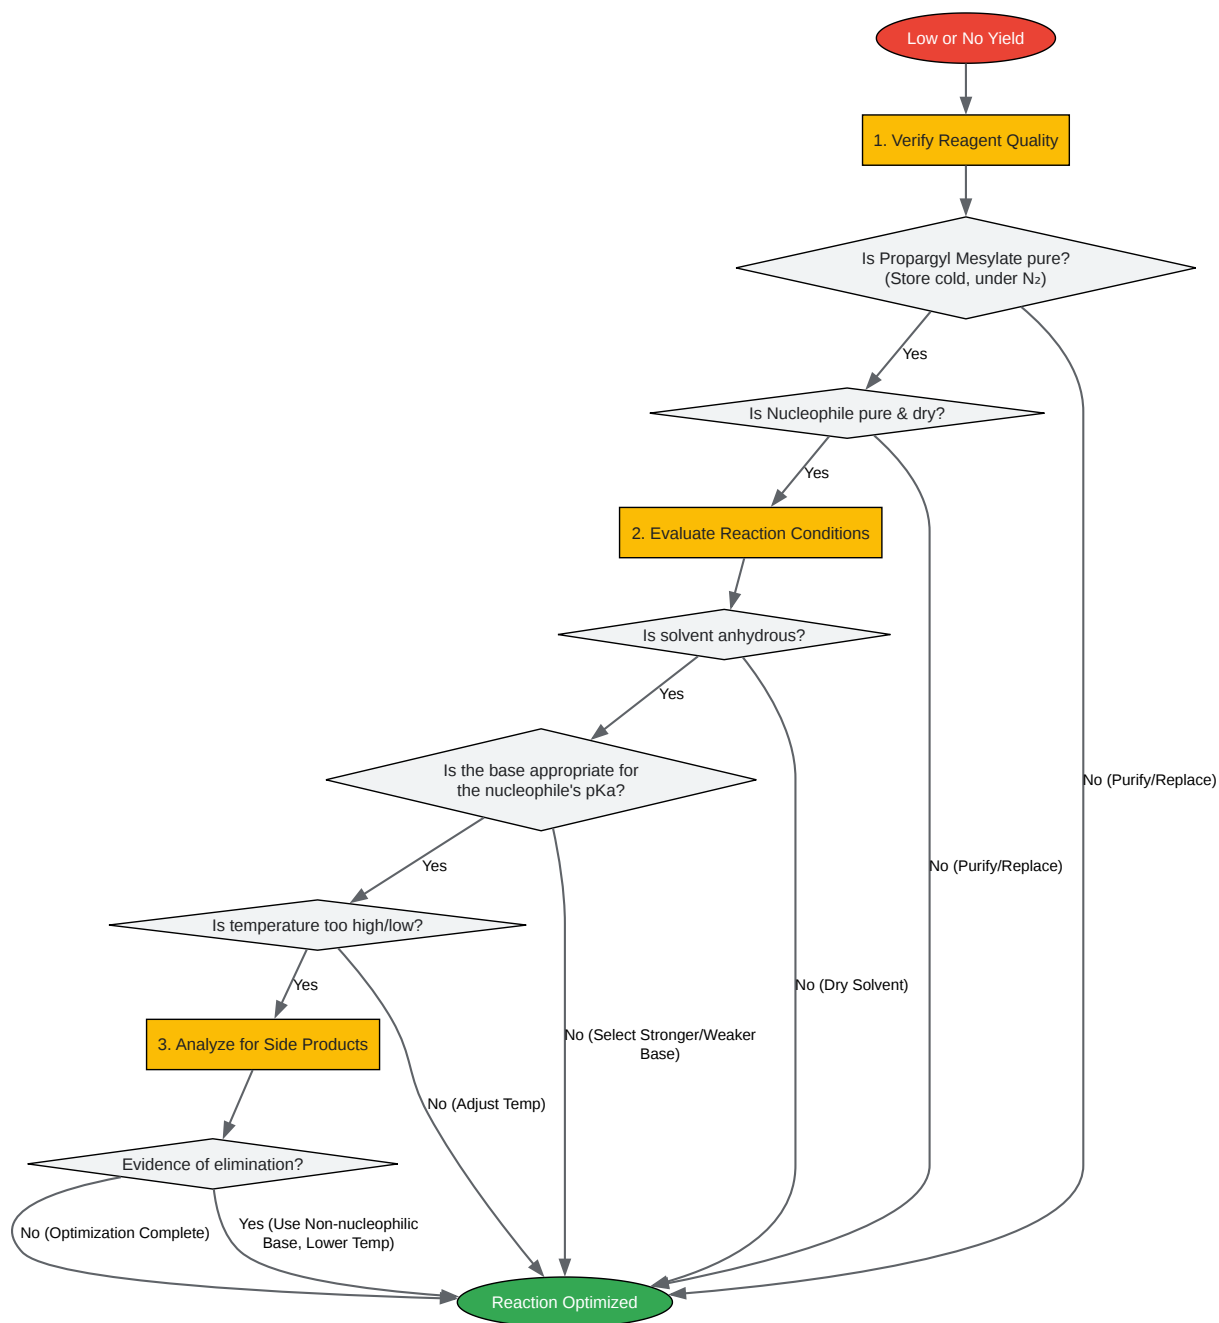 Low or No Yield
1. Verify Reagent Quality
Is Propargyl Mesylate pure?
(Store cold, under N₂)
Yes
Is Nucleophile pure & dry?
Yes
2. Evaluate Reaction Conditions
Is solvent anhydrous?
Yes
Is the base appropriate for
the nucleophile's pKa?
No (Purify/Replace)
Yes
No (Purify/Replace)
Is temperature too high/low?
Yes
No (Dry Solvent)
No (Select Stronger/Weaker
Base)
3. Analyze for Side Products
No (Adjust Temp)
Evidence of elimination?
No (Optimization Complete)
Yes (Use Non-nucleophilic
Base, Lower Temp)
Reaction Optimized